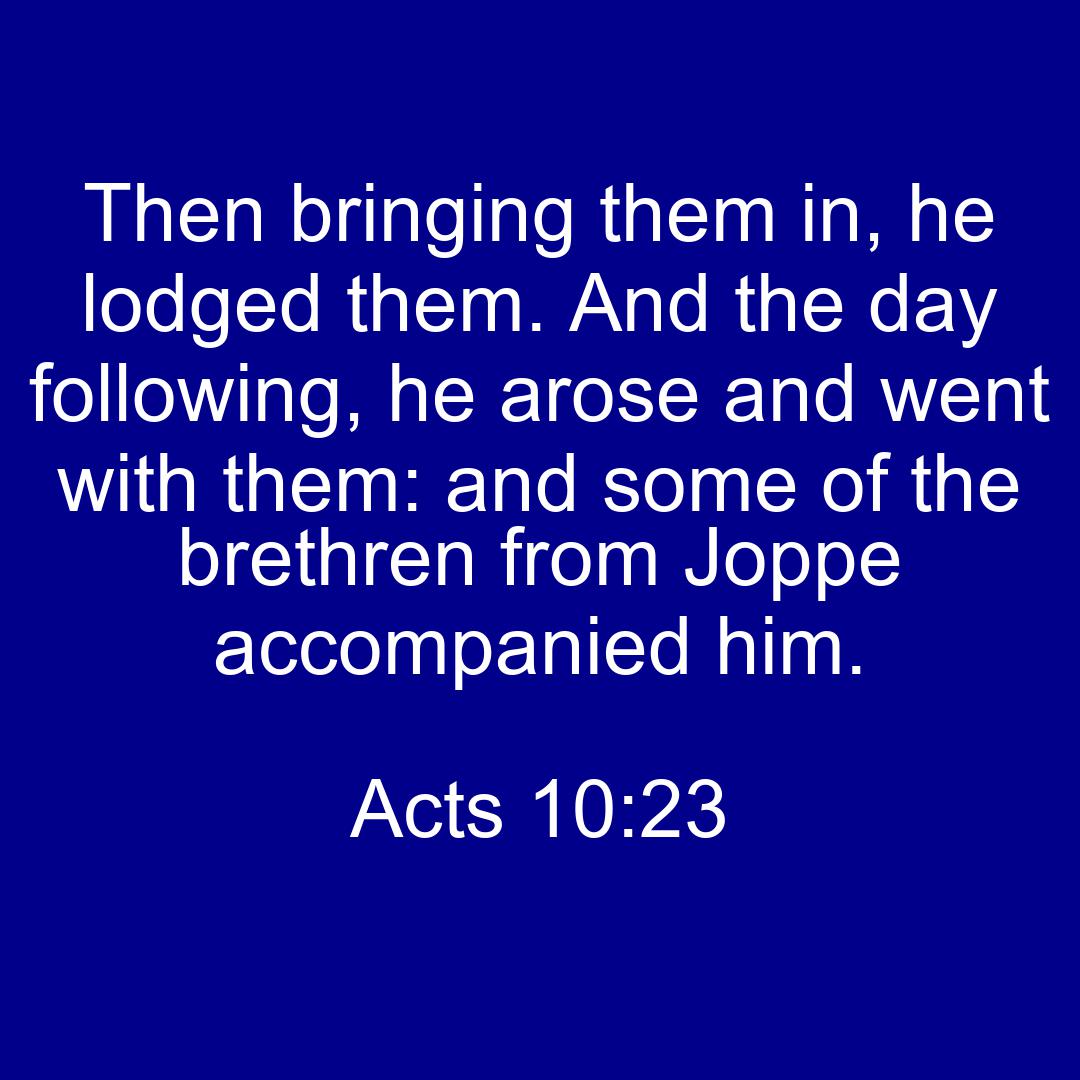 Then bringing them in, he
lodged them. And the day
following, he arose and went
with them: and some of the
brethren from Joppe
accompanied him.
Acts 10:23